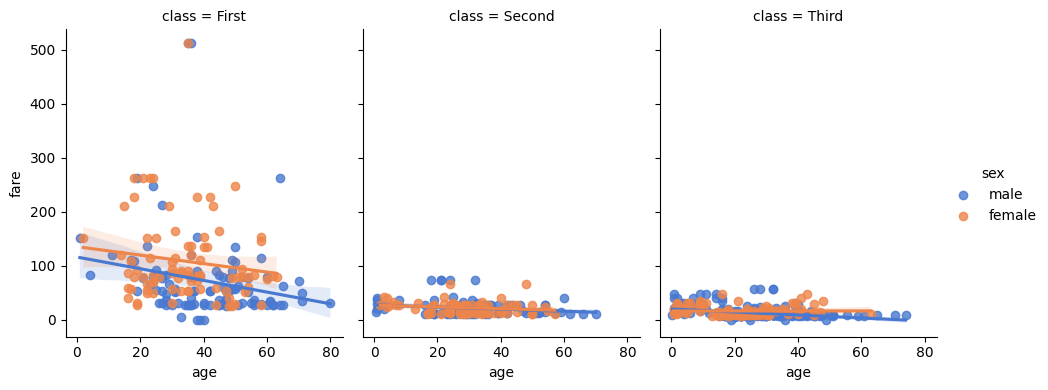 class = First
class = Second
class = Third
500
400
300
200
100
0
fare
0 20 40 60 80
0 20 40 60 80
0 20 40 60 80
age
age
age
sex
male
female